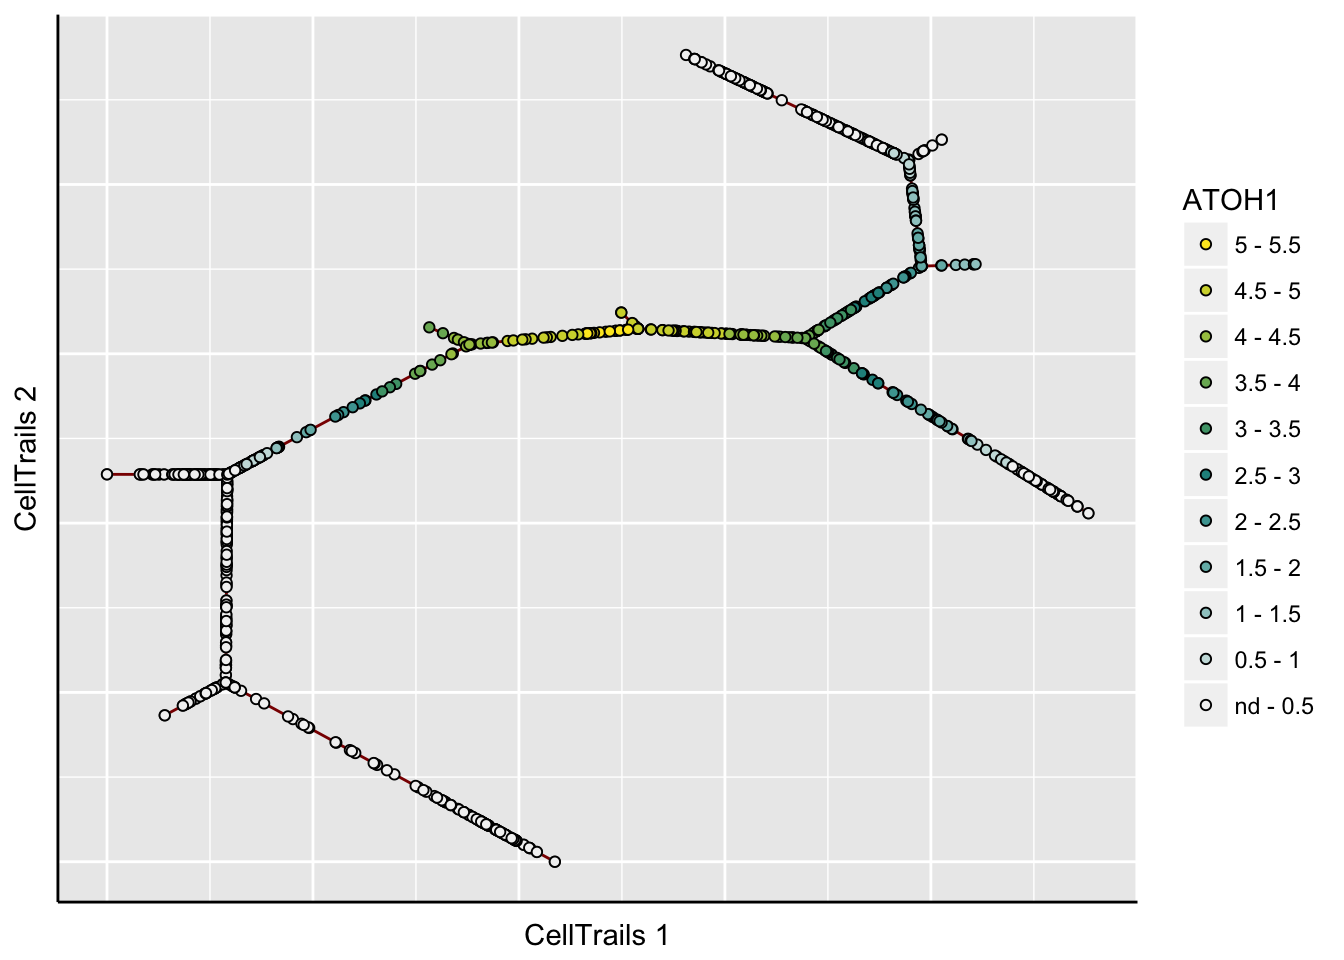 CellTrails 2
CellTrails 1
ATOH1
5 - 5.5
4.5 - 5
4 - 4.5
3.5 - 4
3 - 3.5
2.5 - 3
2 - 2.5
1.5 - 2
1 - 1.5
0.5 - 1
nd - 0.5